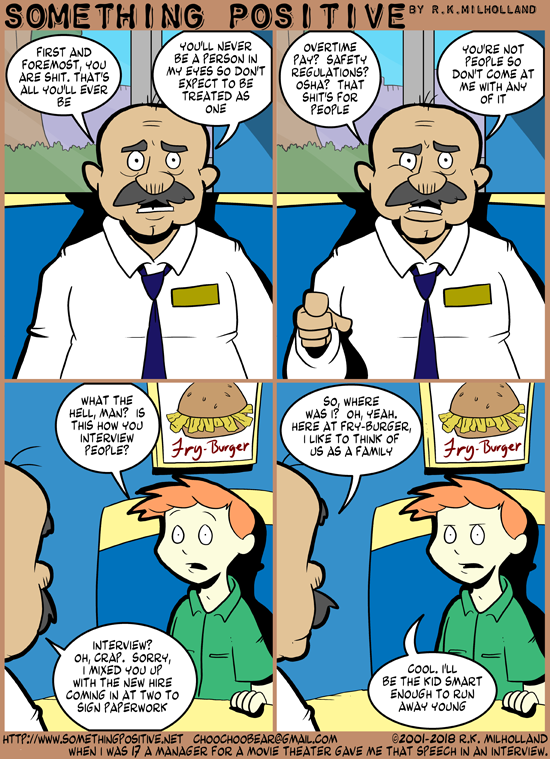 SOMETHING POSITIVE BY R.K.MILHOLLAND
FIRST AND
FOREMOST, YOU
ARE SHIT. THAT'S
ALL YOU'LL EVER
BE
YOU'LL NEVER
BE A PERSON IN
MY EYES SO DON'T
EXPECT TO BE
TREATED AS
ONE
OVERTIME
PAY? SAFETY
REGULATIONS?
OSHA? THAT
SHIT'S FOR
PEOPLE
YOU'RE NOT
PEOPLE SO
DON'T COME AT
ME WITH ANY
OF IT
WHAT THE
HELL, MAN? IS
THIS HOW YOU
INTERVIEW
PEOPLE?
Fry-Burger
INTERVIEW?
OH, CRAP. SORRY,
I MIXED YOU UP
WITH THE NEW HIRE
COMING IN AT TWO TO
SIGN PAPERWORK
SO, WHERE
WAS I? OH, YEAH.
HERE AT FRY-BURGER,
I LIKE TO THINK OF
US AS A FAMILY
Fry-Burger
COOL. I'LL
BE THE KID SMART
ENOUGH TO RUN
AWAY YOUNG
HTTP://WWW.SOMETHINGPOSITIVE.NET CHOOCHOOBEAR@GMAIL.COM ©2001-2018 R.K. MILHOLLAND
WHEN I WAS 17 A MANAGER FOR A MOVIE THEATER GAVE ME THAT SPEECH IN AN INTERVIEW.